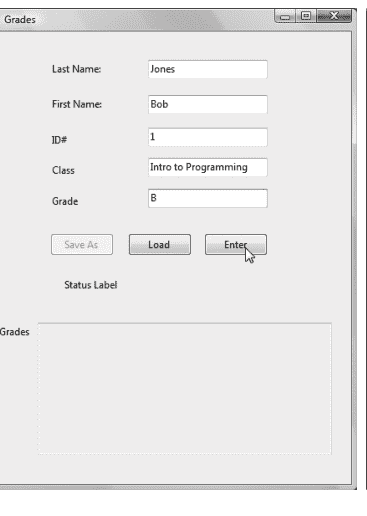 Grades
Last Name: Jones
First Name: Bob
ID# 1
Class Intro to Programming
Grade B
Save As Load Enter
Status Label
Grades